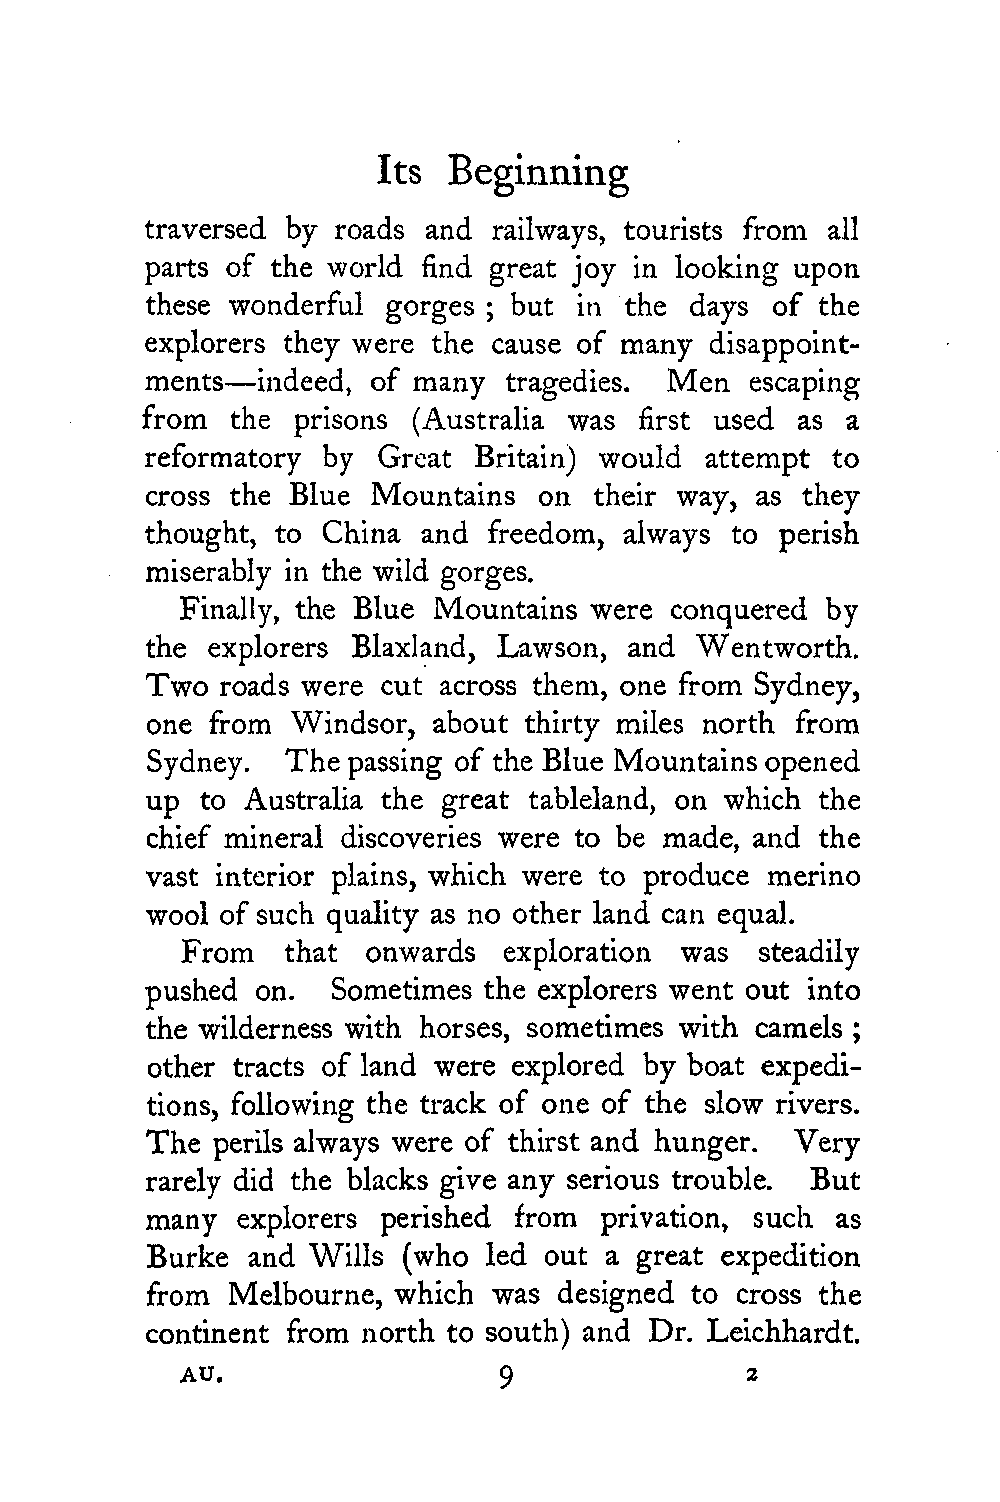 Its Beginning
traversed by roads and railways, tourists from all
parts of the world find great joy in looking upon
these wonderful gorges ; but in the days of the
explorers they were the cause of many disappoint-
ments—indeed, of many tragedies. Men escaping
from the prisons (Australia was first used as a
reformatory by Great Britain) would attempt to
cross the Blue Mountains on their way, as they
thought, to China and freedom, always to perish
miserably in the wild gorges.
Finally, the Blue Mountains were conquered by
the explorers Blaxland, Lawson, and Wentworth.
Two roads were cut across them, one from Sydney,
one from Windsor, about thirty miles north from
Sydney. The passing of the Blue Mountains opened
up to Australia the great tableland, on which the
chief mineral discoveries were to be made, and the
vast interior plains, which were to produce merino
wool of such quality as no other land can equal.
From that onwards exploration was steadily
pushed on. Sometimes the explorers went out into
the wilderness with horses, sometimes with camels ;
other tracts of land were explored by boat expedi-
tions, following the track of one of the slow rivers.
The perils always were of thirst and hunger. Very
rarely did the blacks give any serious trouble. But
many explorers perished from privation, such as
Burke and Wills (who led out a great expedition
from Melbourne, which was designed to cross the
continent from north to south) and Dr. Leichhardt.
AU. 9 2